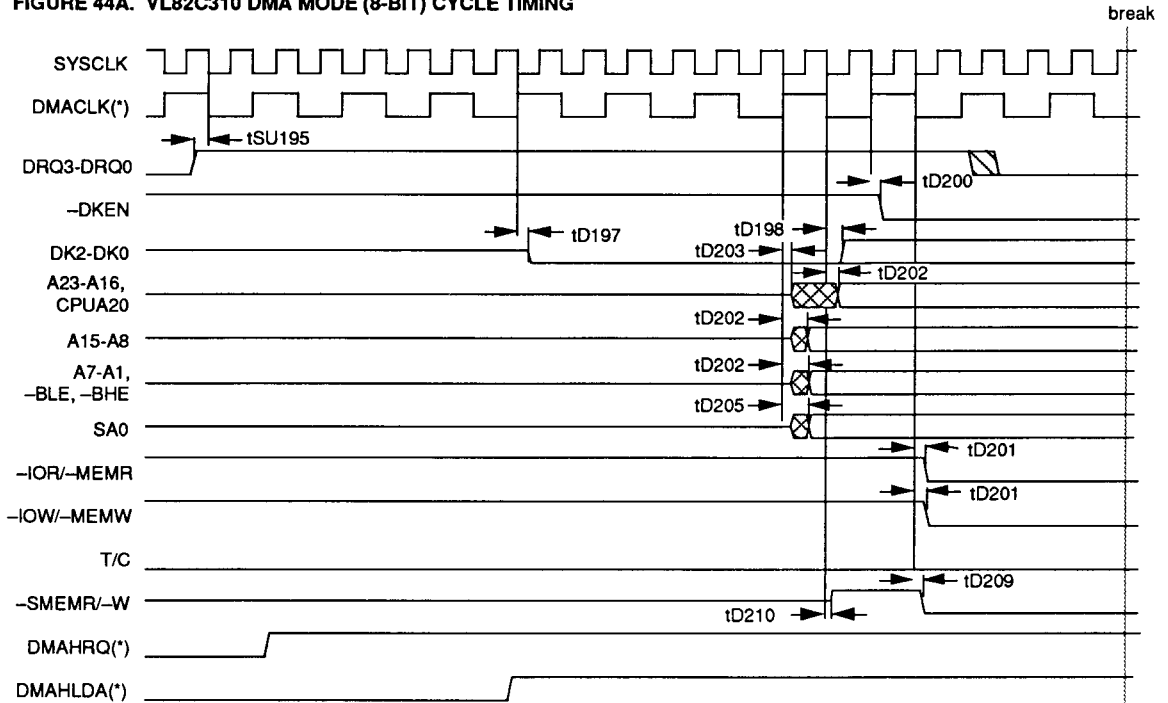 FIGURE 44A. VL82C310 DMA MODE (8-BIT) CYCLE TIMING
break
SYSCLK
DMACLK(*)
tSU195
DRQ3-DRQ0
tD200
–DKEN
tD198
tD197
DK2-DK0
tD203
tD202
A23-A16,
CPUA20
tD202
A15-A8
tD202
A7-A1,
–BLE, –BHE
tD205
SA0
tD201
–IOR/–MEMR
tD201
–IOW/–MEMW
T/C
tD209
–SMEMR/–W
tD210
DMAHRQ(*)
DMAHLDA(*)